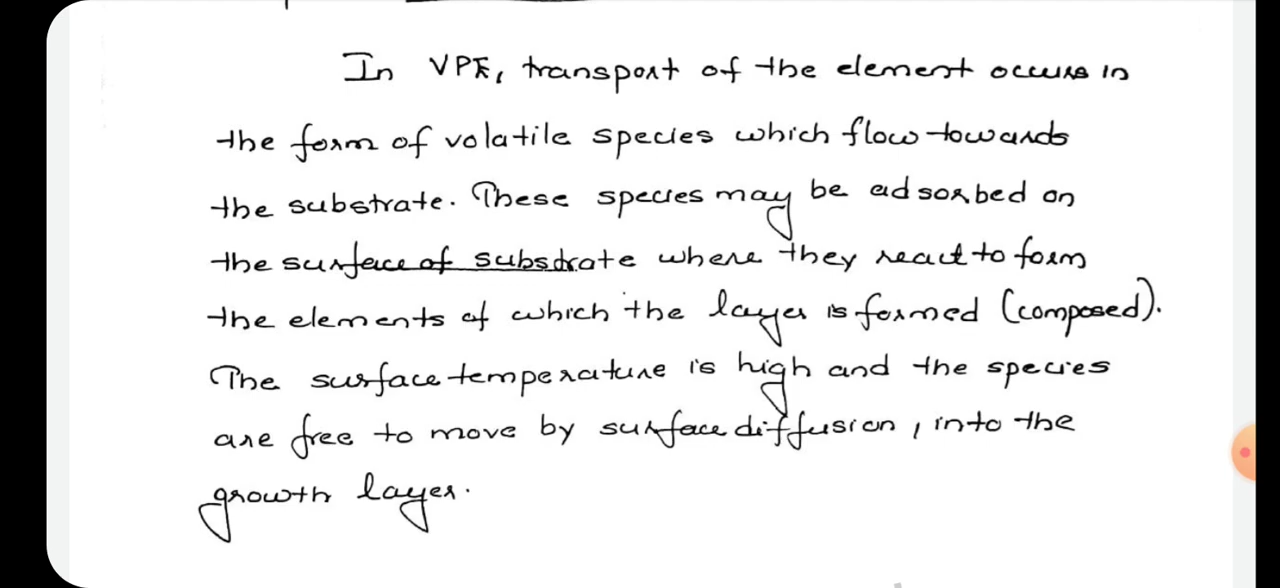 In VPE, transport of the element occurs in
the form of volatile species which flow towards
the substrate. These species may be adsorbed on
the surface of substrate where they react to form
the elements of which the layer is formed (composed).
The surface temperature is high and the species
are free to move by surface diffusion, into the
growth layer.